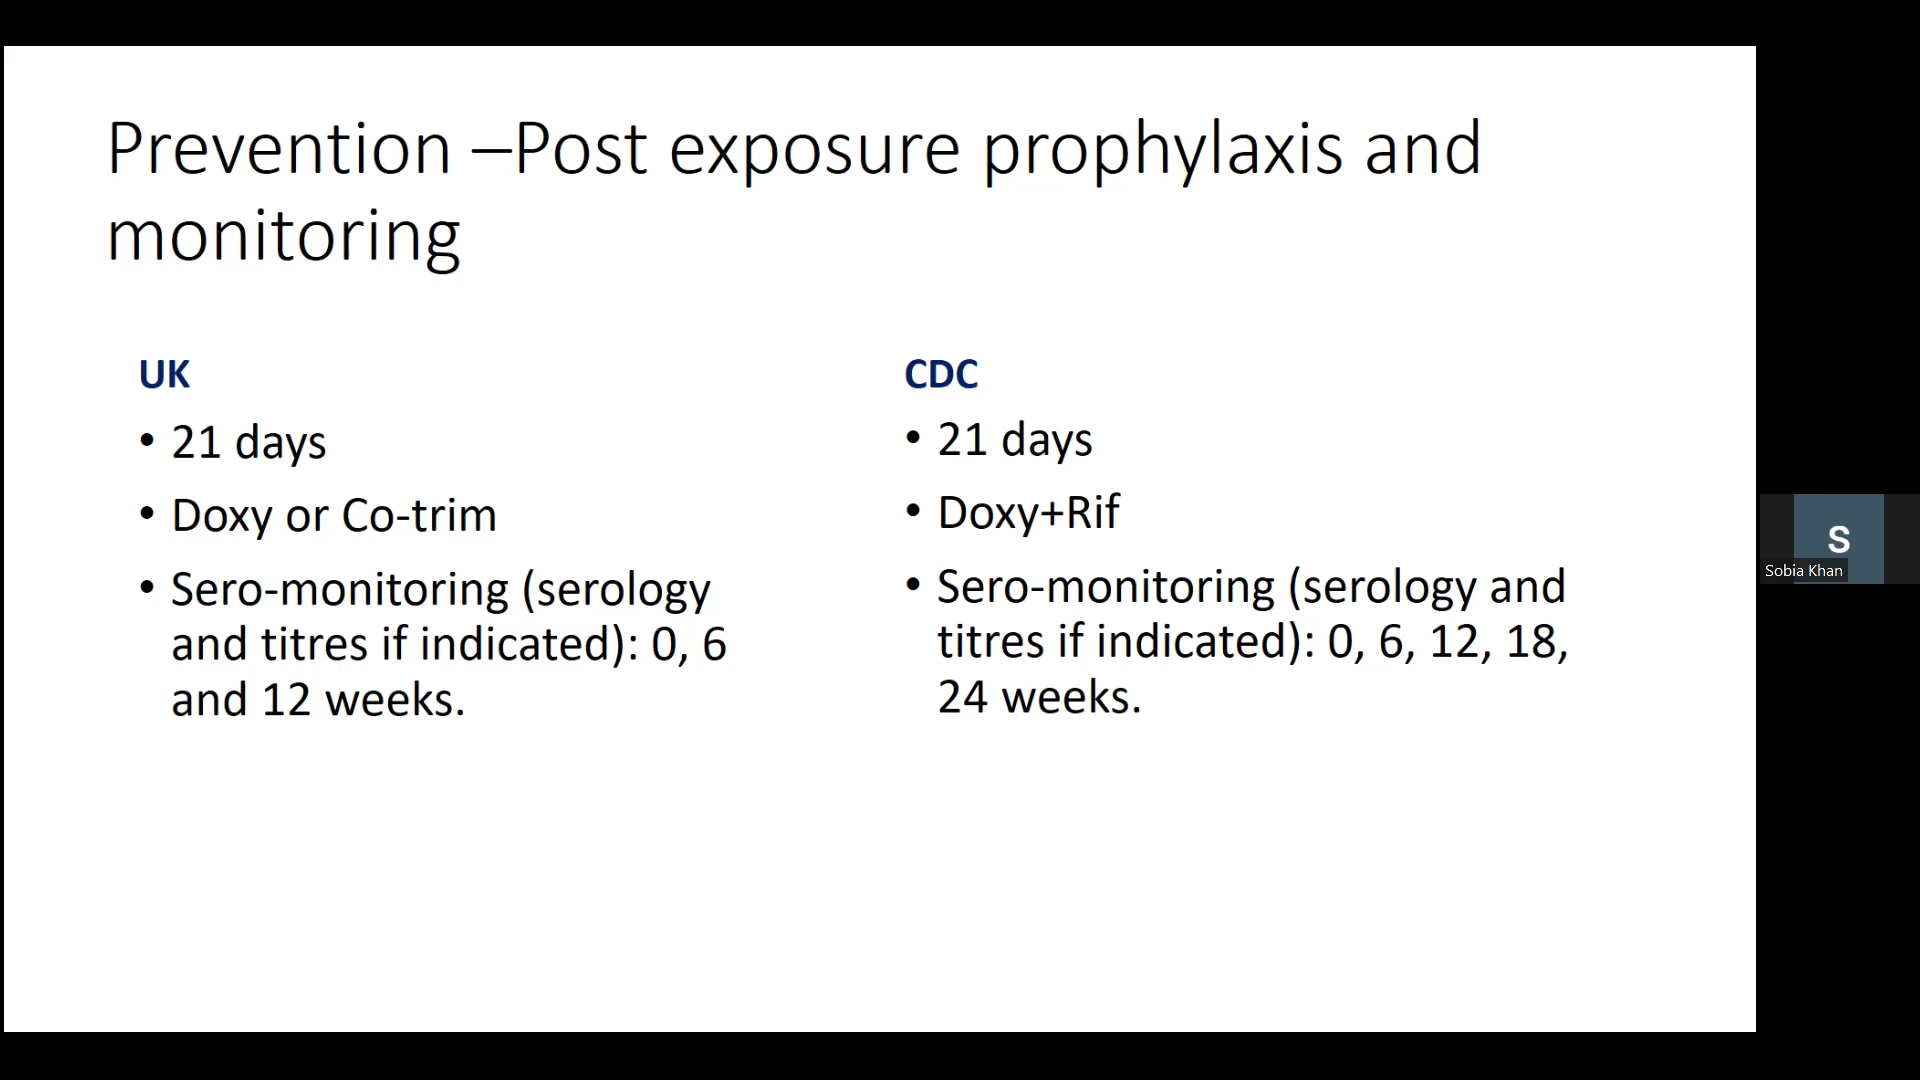 Prevention –Post exposure prophylaxis and
monitoring
UK
• 21 days
• Doxy or Co-trim
• Sero-monitoring (serology
and titres if indicated): 0, 6
and 12 weeks.
CDC
• 21 days
• Doxy+Rif
• Sero-monitoring (serology and
titres if indicated): 0, 6, 12, 18,
24 weeks.
S
Sobia Khan